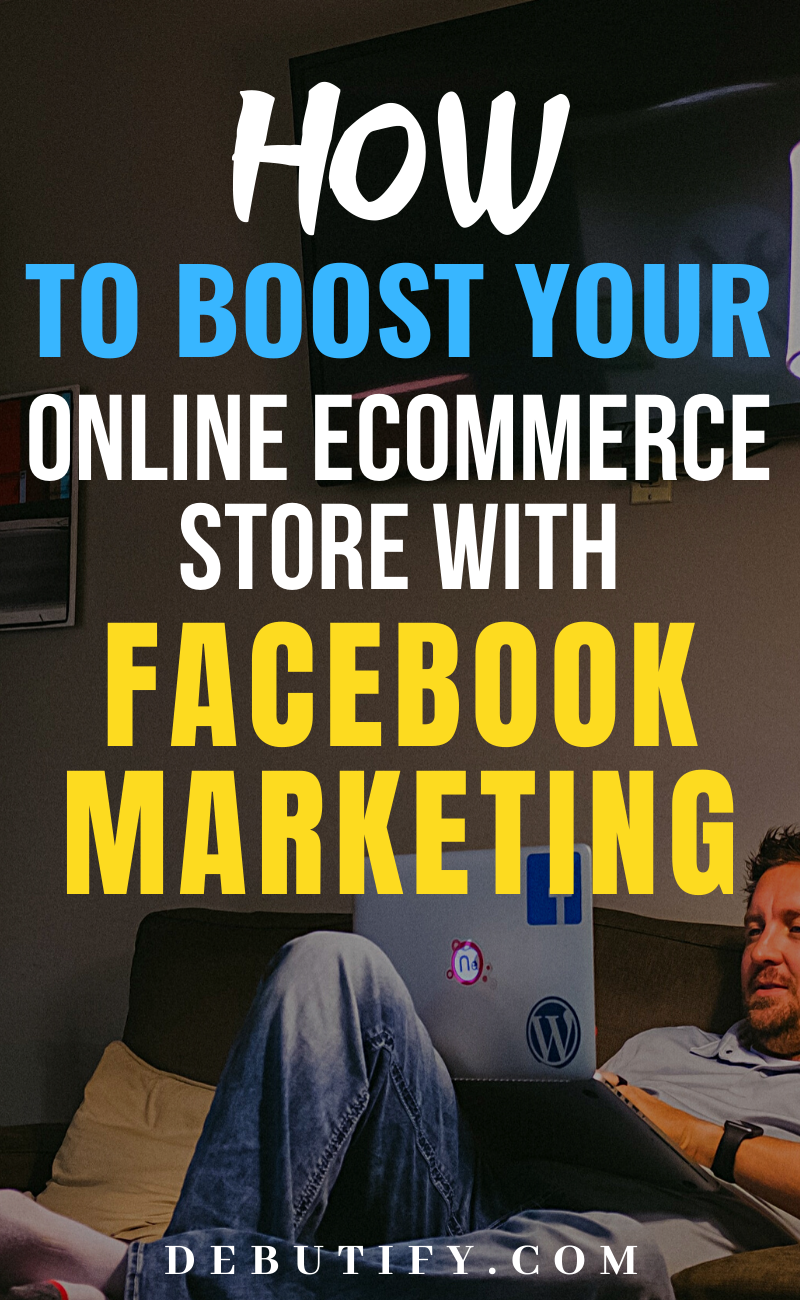 HOW
TO BOOST YOUR
ONLINE ECOMMERCE
STORE WITH
FACEBOOK
MARKETING
f
W
DEBUTIFY.COM